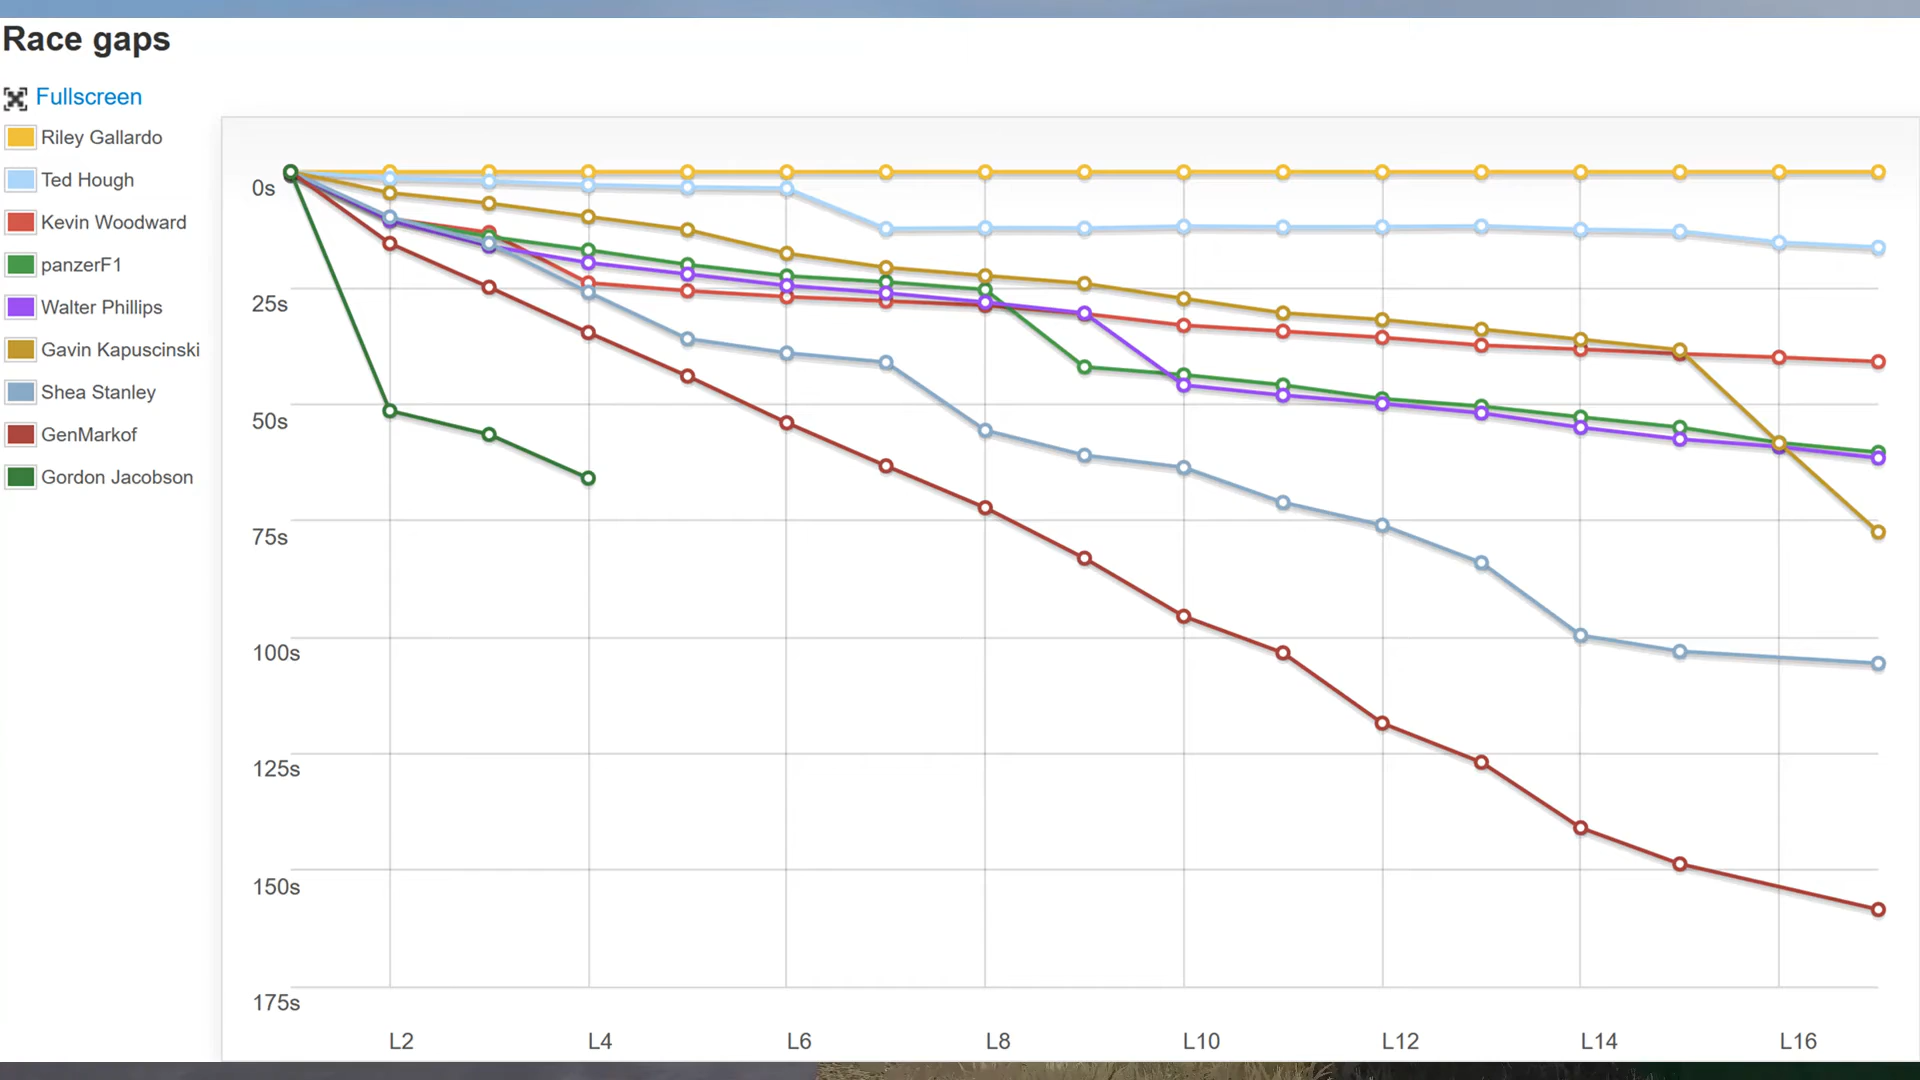 Race gaps
Fullscreen
Riley Gallardo
Ted Hough
Kevin Woodward
panzerF1
Walter Phillips
Gavin Kapuscinski
Shea Stanley
GenMarkof
Gordon Jacobson
0s
25s
50s
75s
100s
125s
150s
175s
L2 L4 L6 L8 L10 L12 L14 L16